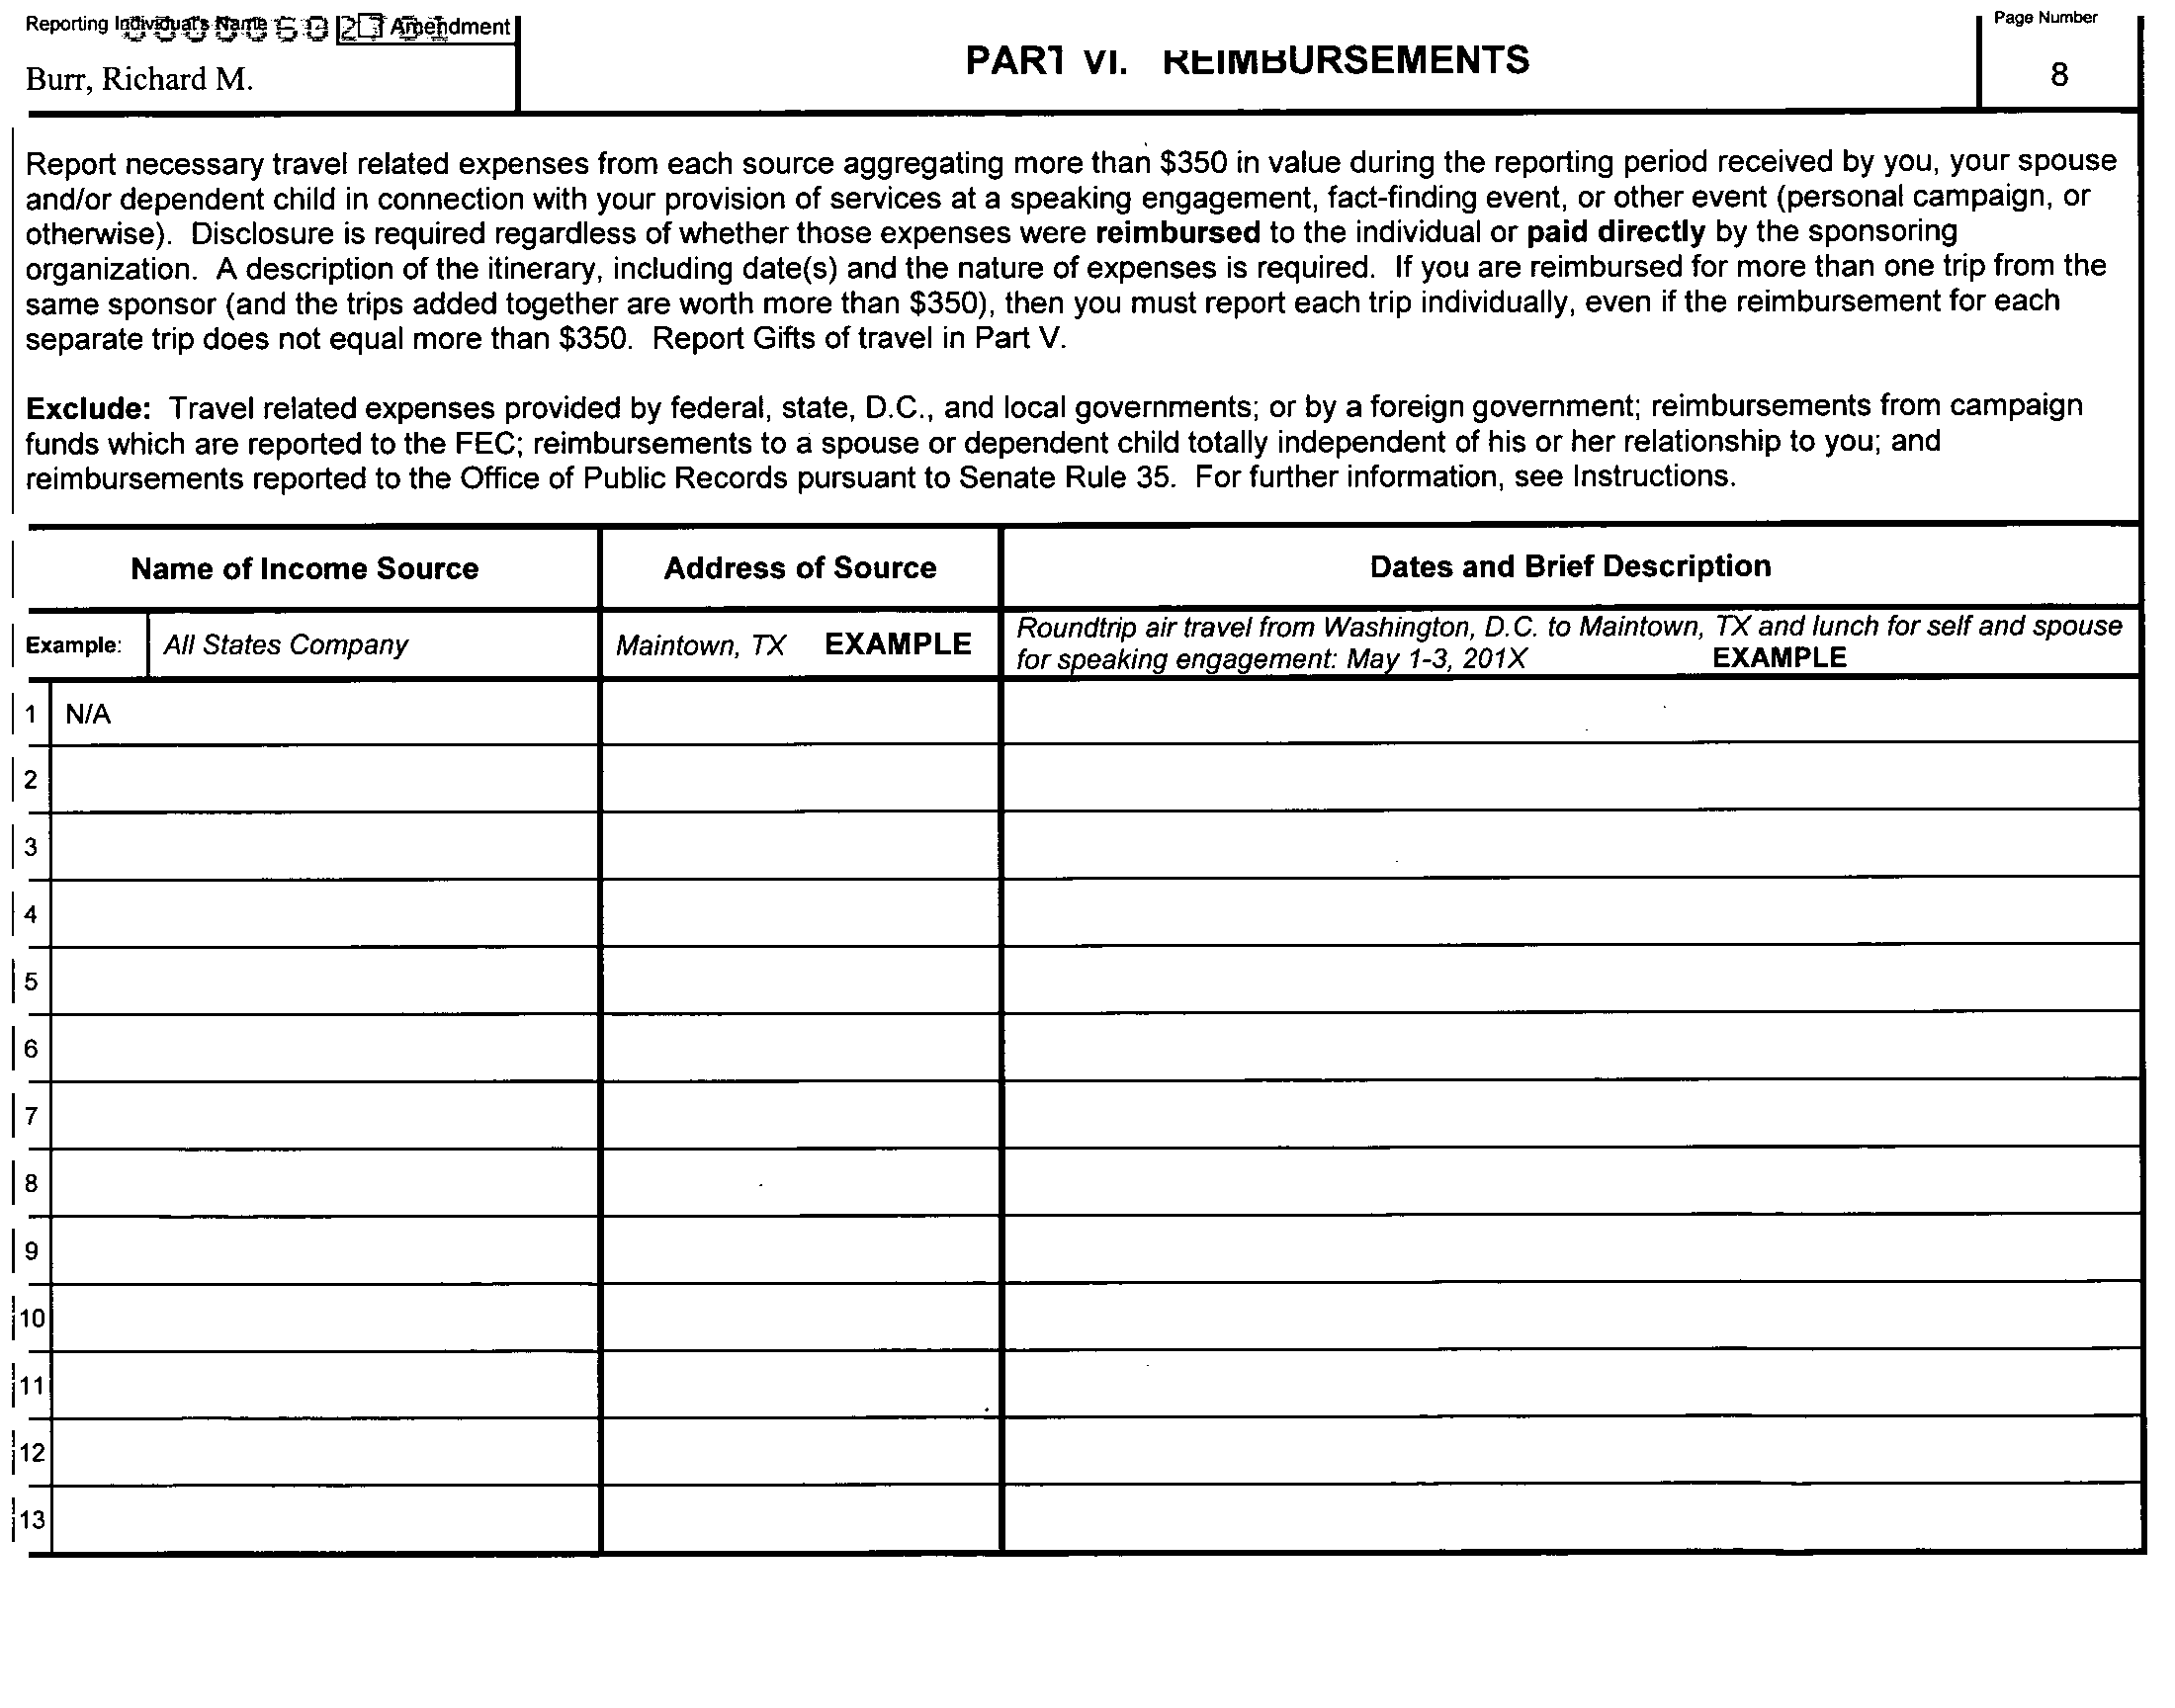 Reporting Individual's Name Amendment
Burr, Richard M.
PART VI. REIMBURSEMENTS
Page Number
8
Report necessary travel related expenses from each source aggregating more than $350 in value during the reporting period received by you, your spouse
and/or dependent child in connection with your provision of services at a speaking engagement, fact-finding event, or other event (personal campaign, or
otherwise). Disclosure is required regardless of whether those expenses were reimbursed to the individual or paid directly by the sponsoring
organization. A description of the itinerary, including date(s) and the nature of expenses is required. If you are reimbursed for more than one trip from the
same sponsor (and the trips added together are worth more than $350), then you must report each trip individually, even if the reimbursement for each
separate trip does not equal more than $350. Report Gifts of travel in Part V.
Exclude: Travel related expenses provided by federal, state, D.C., and local governments; or by a foreign government; reimbursements from campaign
funds which are reported to the FEC; reimbursements to a spouse or dependent child totally independent of his or her relationship to you; and
reimbursements reported to the Office of Public Records pursuant to Senate Rule 35. For further information, see Instructions.
Name of Income Source Address of Source Dates and Brief Description
Example: All States Company Maintown, TX EXAMPLE Roundtrip air travel from Washington, D.C. to Maintown, TX and lunch for self and spouse
for speaking engagement: May 1-3, 201X EXAMPLE
1 N/A
2
3
4
5
6
7
8
9
10
11
12
13